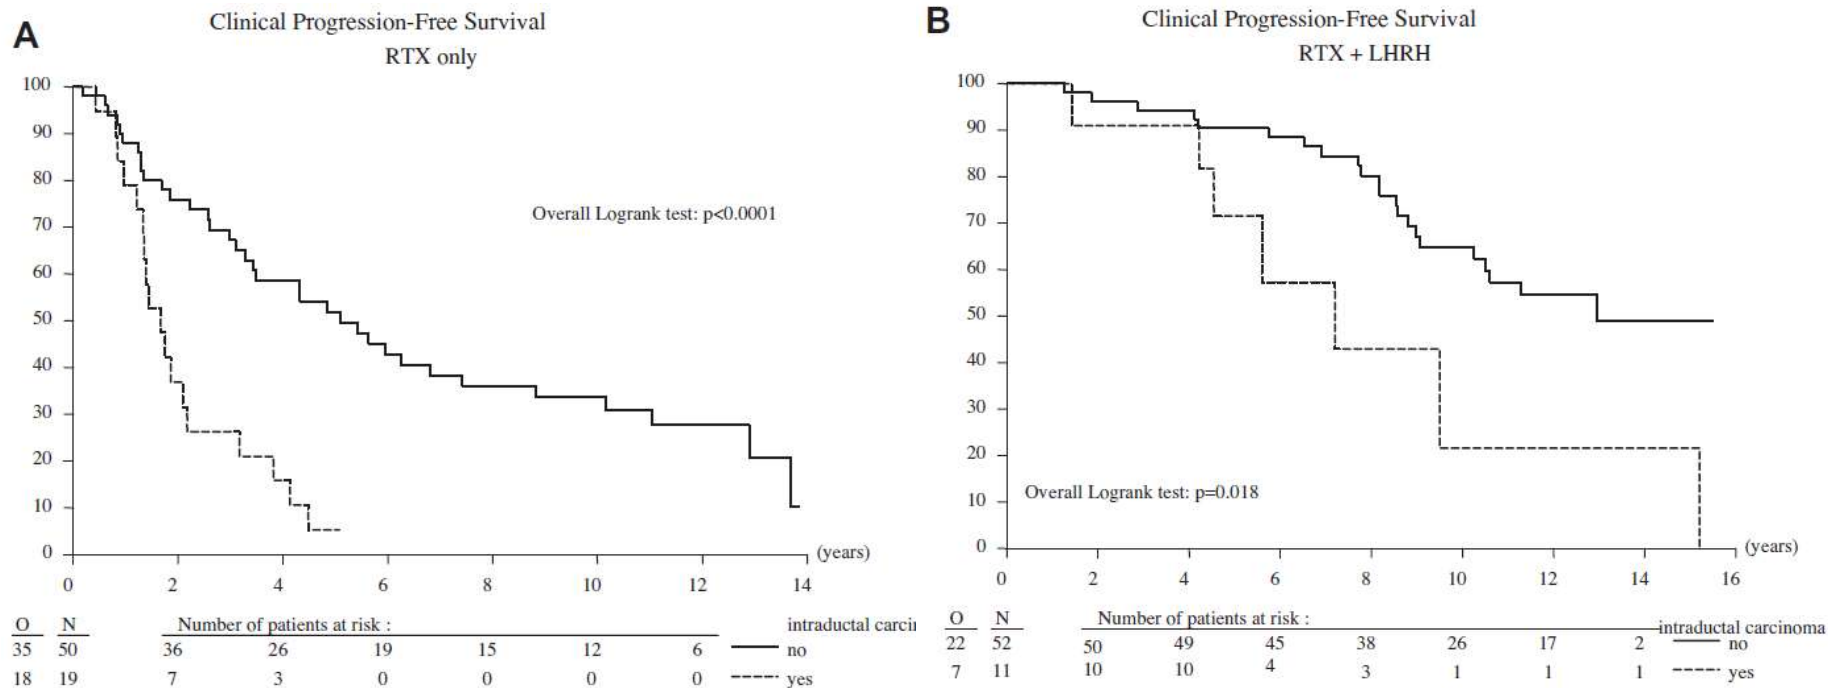 A
Clinical Progression-Free Survival
RTX only
100
90
80
70
60
50
40
30
20
10
0
Overall Logrank test: p<0.0001
0 2 4 6 8 10 12 14
(years)
O N Number of patients at risk : intraductal carci
35 50 36 26 19 15 12 6 no
18 19 7 3 0 0 0 0 yes
B
Clinical Progression-Free Survival
RTX + LHRH
100
90
80
70
60
50
40
30
20
10
0
Overall Logrank test: p=0.018
0 2 4 6 8 10 12 14 16
(years)
O N Number of patients at risk : intraductal carcinoma
22 52 50 49 45 38 26 17 2 no
7 11 10 10 4 3 1 1 1 yes